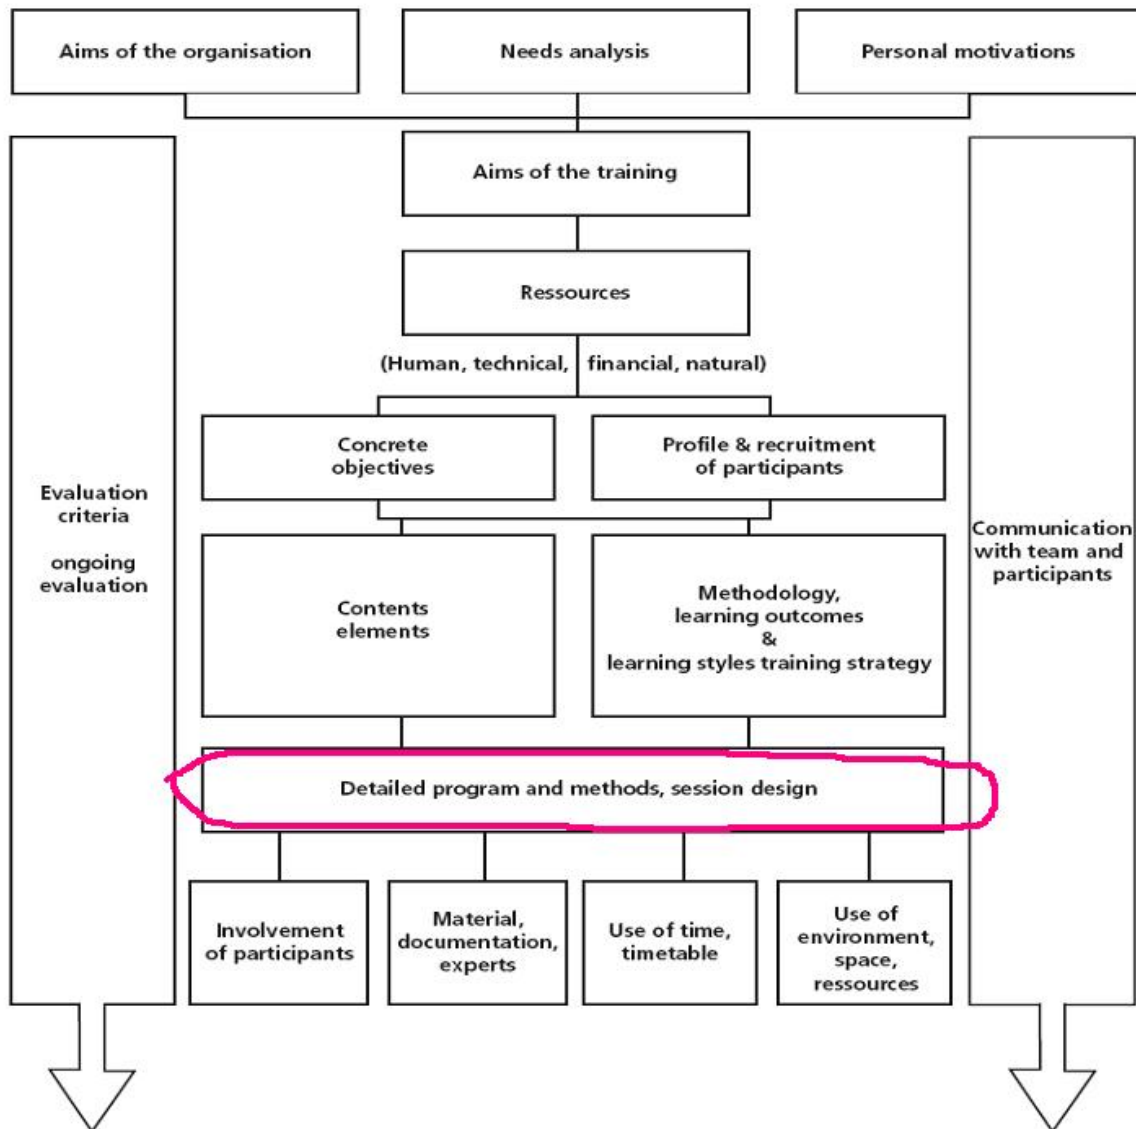 Aims of the organisation
Needs analysis
Personal motivations
Aims of the training
Ressources
(Human, technical, financial, natural)
Concrete
objectives
Profile & recruitment
of participants
Evaluation
criteria
ongoing
evaluation
Communication
with team and
participants
Contents
elements
Methodology,
learning outcomes
&
learning styles training strategy
Detailed program and methods, session design
Involvement
of participants
Material,
documentation,
experts
Use of time,
timetable
Use of
environment,
space,
ressources